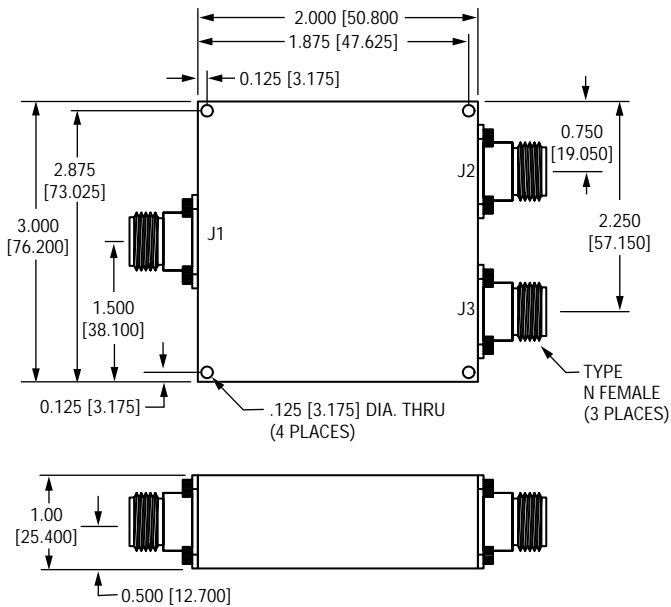 2.000 [50.800
1.875 [47.625]
0.125 [3.175]
2.875
[73.025]
3.000
[76.200]
J1
J2
0.750
[19.050]
2.250
[57.150]
1.500
[38.100]
J3
0.125 [3.175]
.125 [3.175] DIA. THRU
(4 PLACES)
TYPE
N FEMALE
(3 PLACES)
1.00
[25.400]
0.500 [12.700]